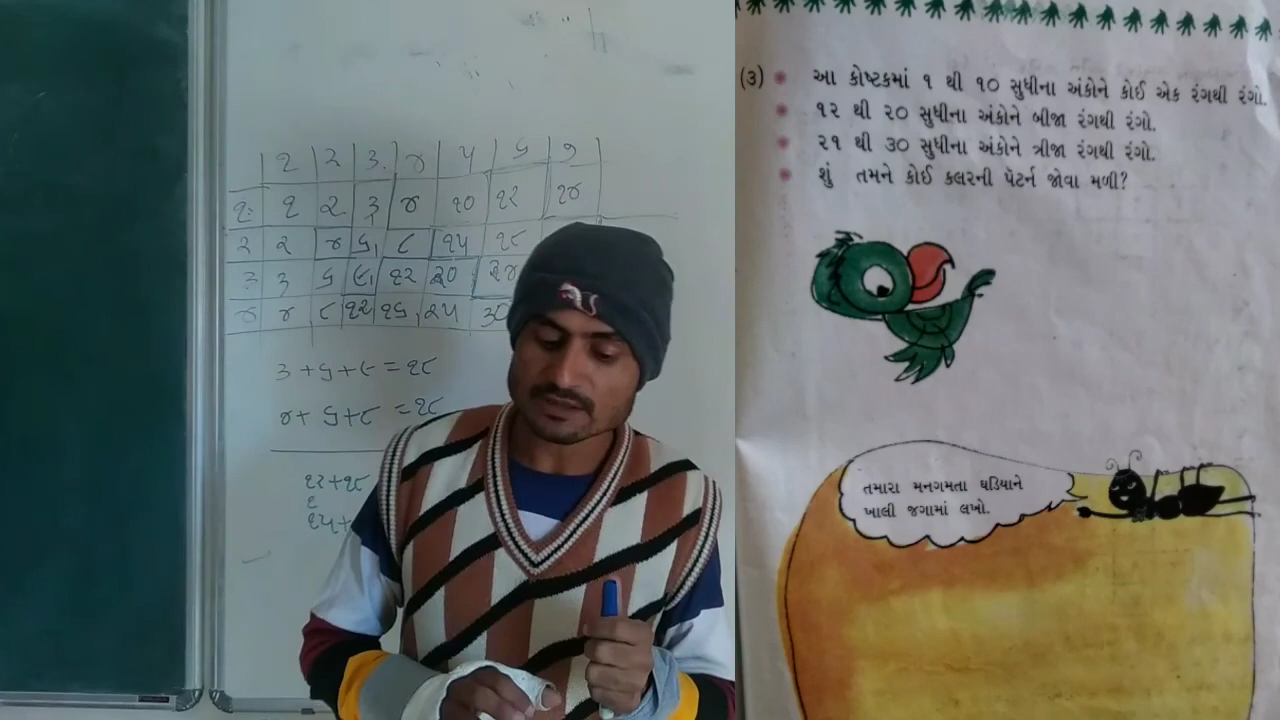 ૧ ૨ ૩ ૪ ૫ ૬ ૭
૧ ૧ ૨ ૩ ૪ ૧૦ ૧૨ ૧૪
૨ ૨ ૪ ૬ ૮ ૧૫ ૧૮
૩ ૩ ૬ ૯ ૧૨ ૨૦ ૨૪
૪ ૪ ૮ ૧૨ ૧૬ ૨૫ ૩૦
૩ + ૬ + ૯ = ૧૮
૪ + ૬ + ૮ = ૧૮
(૩) આ કોષ્ટકમાં ૧ થી ૧૦ સુધીના અંકોને કોઈ એક રંગથી રંગો.
૧૨ થી ૨૦ સુધીના અંકોને બીજા રંગથી રંગો.
૨૧ થી ૩૦ સુધીના અંકોને ત્રીજા રંગથી રંગો.
શું તમને કોઈ કલરની પેટર્ન જોવા મળી?
તમારા મનગમતા ઘડિયાને
ખાલી જગામાં લખો.